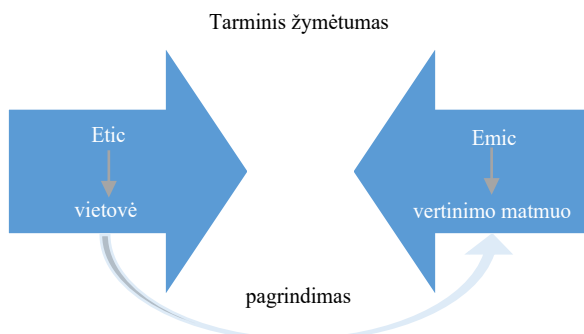 Tarminis žymėtumas
Etic
Emic
vietovė
vertinimo matmuo
pagrindimas